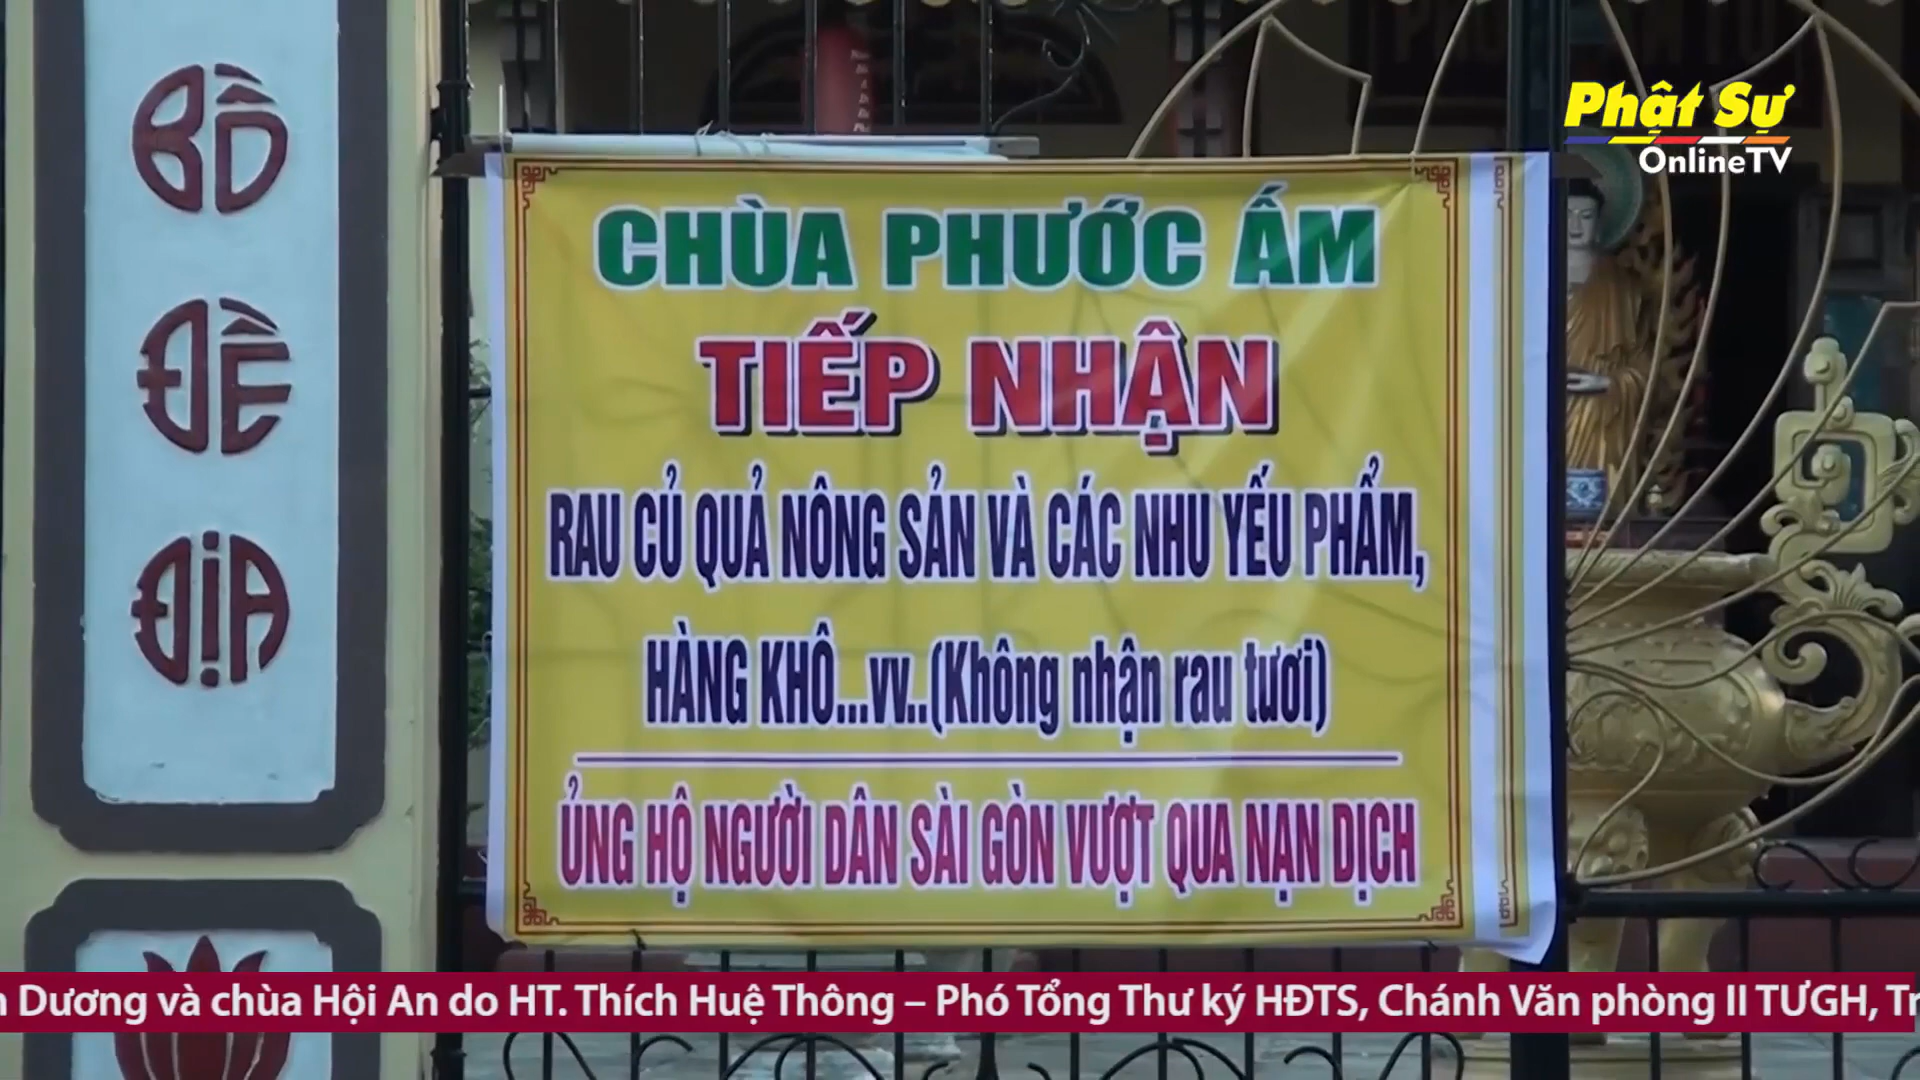 BỒ
ĐỀ
ĐỊA
Phật Sự
OnlineTV
CHÙA PHƯỚC ẤM
TIẾP NHẬN
RAU CỦ QUẢ NÔNG SẢN VÀ CÁC NHU YẾU PHẨM,
HÀNG KHÔ...vv..(Không nhận rau tươi)
ỦNG HỘ NGƯỜI DÂN SÀI GÒN VƯỢT QUA NẠN DỊCH
Dương và chùa Hội An do HT. Thích Huệ Thông – Phó Tổng Thư ký HĐTS, Chánh Văn phòng II TƯGH,